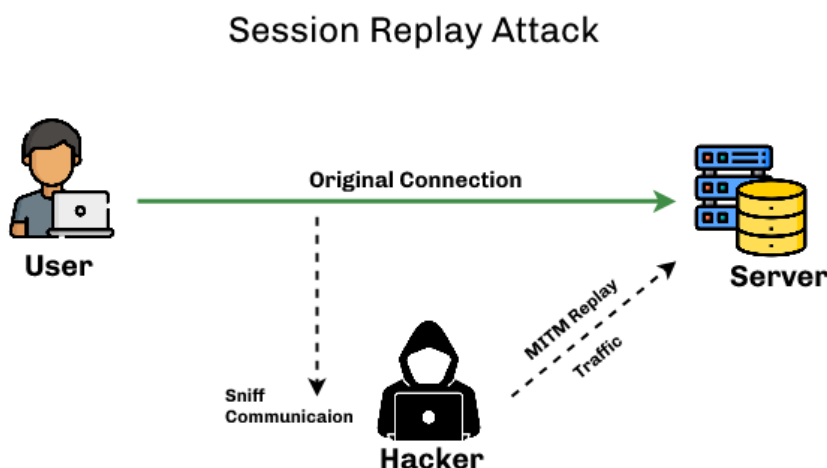 Session Replay Attack
Original Connection
User
Server
MITM Replay
Traffic
Sniff
Communicaion
Hacker